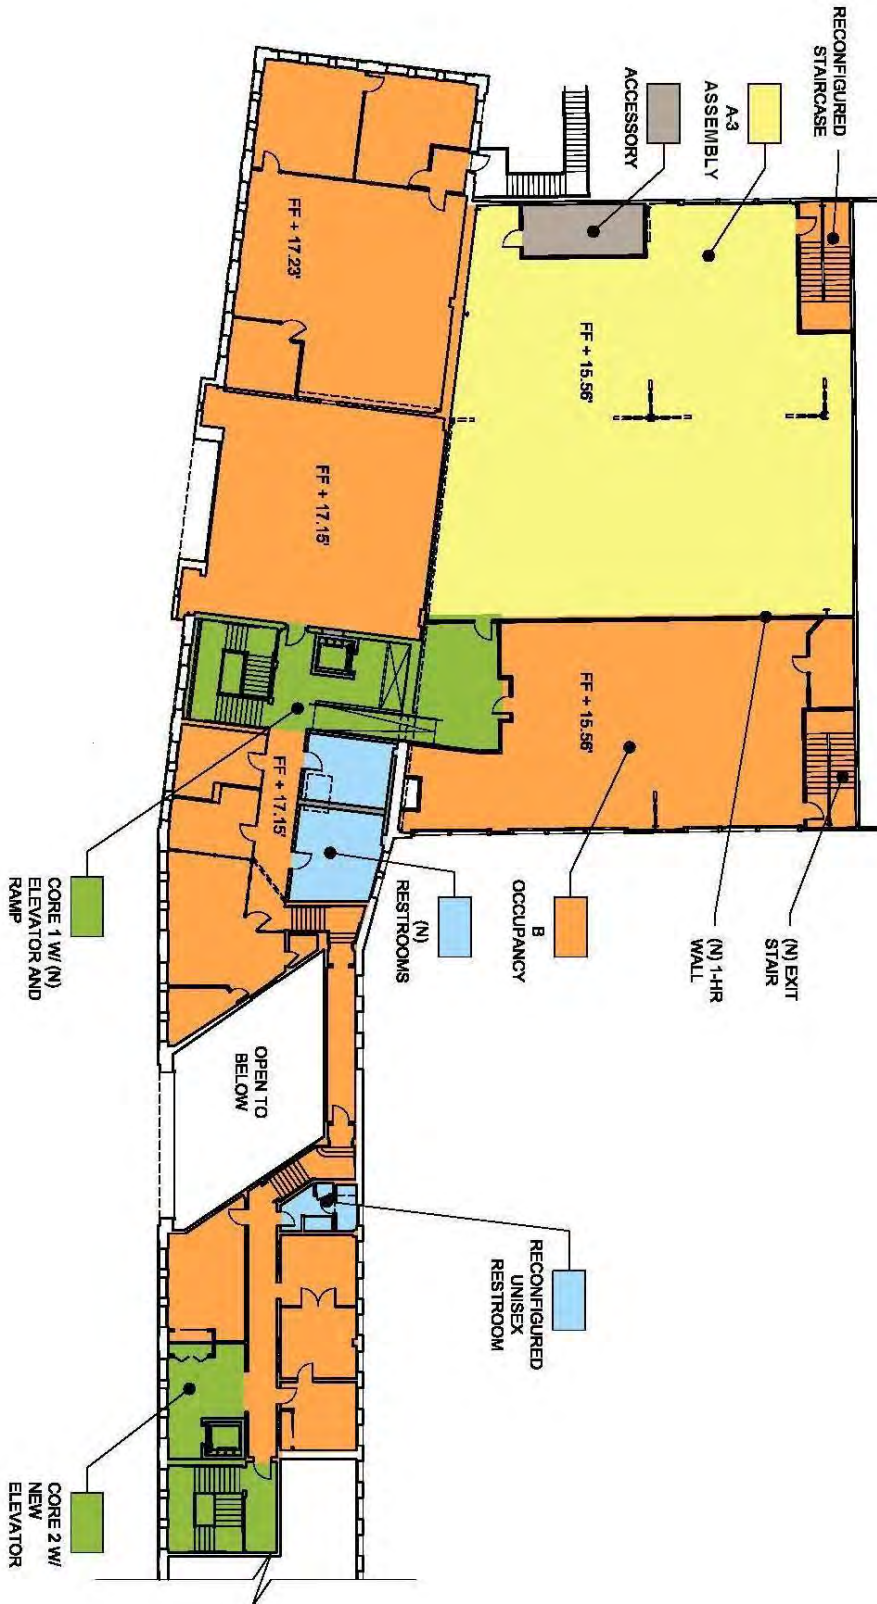 RECONFIGURED
STAIRCASE
A-3
ASSEMBLY
ACCESSORY
FF + 17.23'
FF + 15.56'
FF + 17.15'
FF + 15.56'
FF + 17.15'
(N) EXIT
STAIR
(N) 1-HR
WALL
B
OCCUPANCY
(N)
RESTROOMS
CORE 1 W/ (N)
ELEVATOR AND
RAMP
OPEN TO
BELOW
RECONFIGURED
UNISEX
RESTROOM
CORE 2 W/
NEW
ELEVATOR